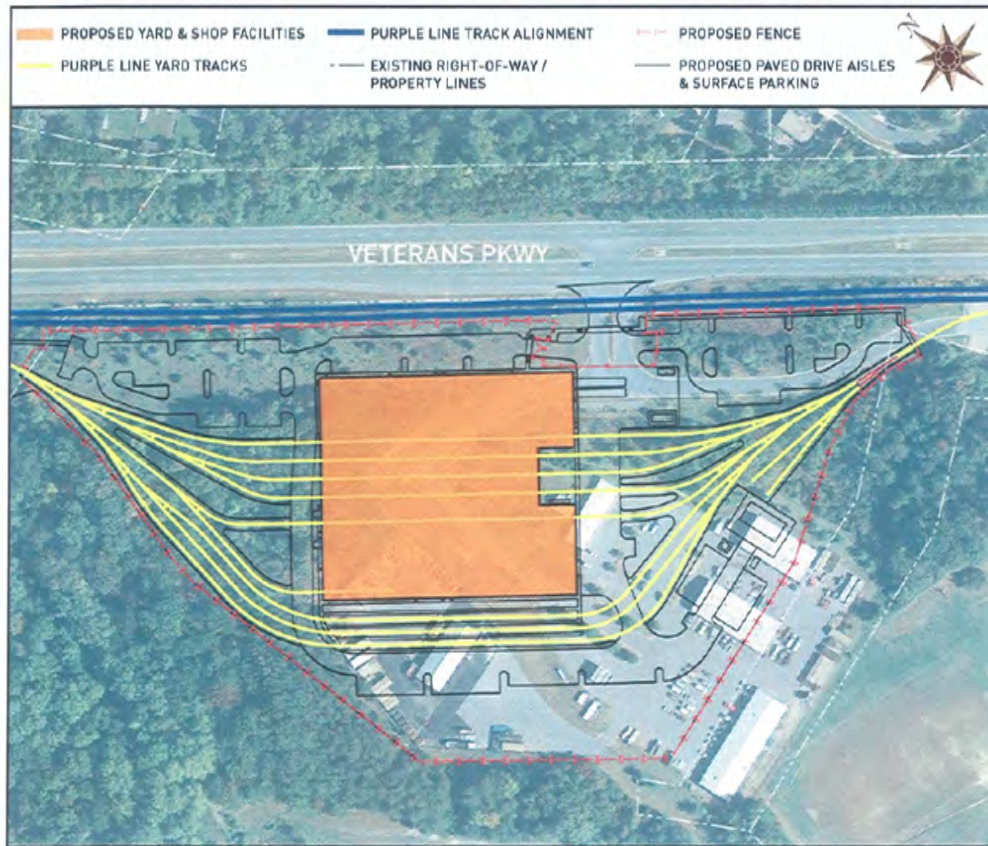 PROPOSED YARD & SHOP FACILITIES
PURPLE LINE TRACK ALIGNMENT
PROPOSED FENCE
PURPLE LINE YARD TRACKS
EXISTING RIGHT-OF-WAY /
PROPERTY LINES
PROPOSED PAVED DRIVE AISLES
& SURFACE PARKING
N
VETERANS PKWY